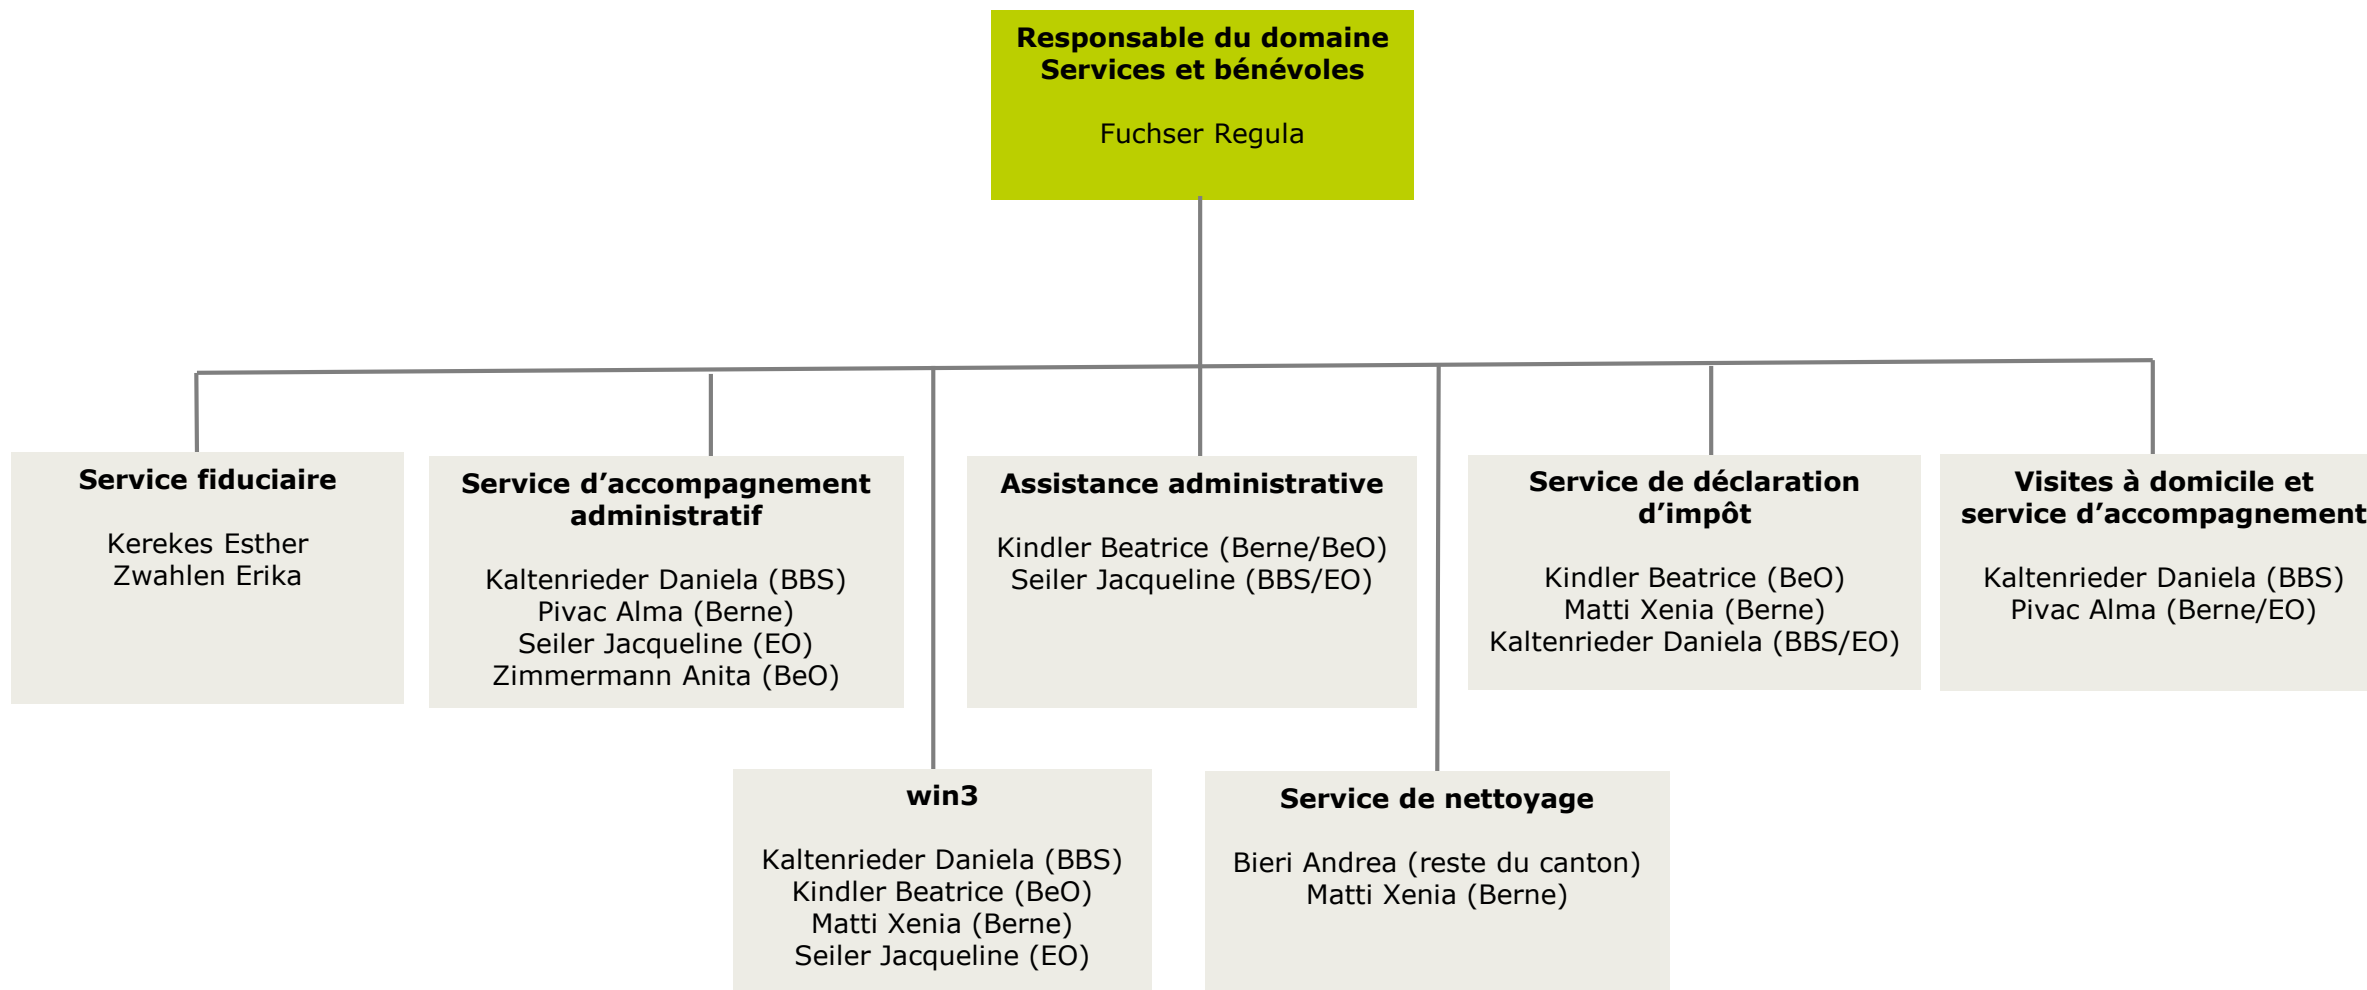 Responsable du domaine
Services et bénévoles
Fuchser Regula
Service fiduciaire
Kerekes Esther
Zwahlen Erika
Service d’accompagnement
administratif
Kaltenrieder Daniela (BBS)
Pivac Alma (Berne)
Seiler Jacqueline (EO)
Zimmermann Anita (BeO)
Assistance administrative
Kindler Beatrice (Berne/BeO)
Seiler Jacqueline (BBS/EO)
Service de déclaration
d’impôt
Kindler Beatrice (BeO)
Matti Xenia (Berne)
Kaltenrieder Daniela (BBS/EO)
Visites à domicile et
service d’accompagnement
Kaltenrieder Daniela (BBS)
Pivac Alma (Berne/EO)
win3
Kaltenrieder Daniela (BBS)
Kindler Beatrice (BeO)
Matti Xenia (Berne)
Seiler Jacqueline (EO)
Service de nettoyage
Bieri Andrea (reste du canton)
Matti Xenia (Berne)